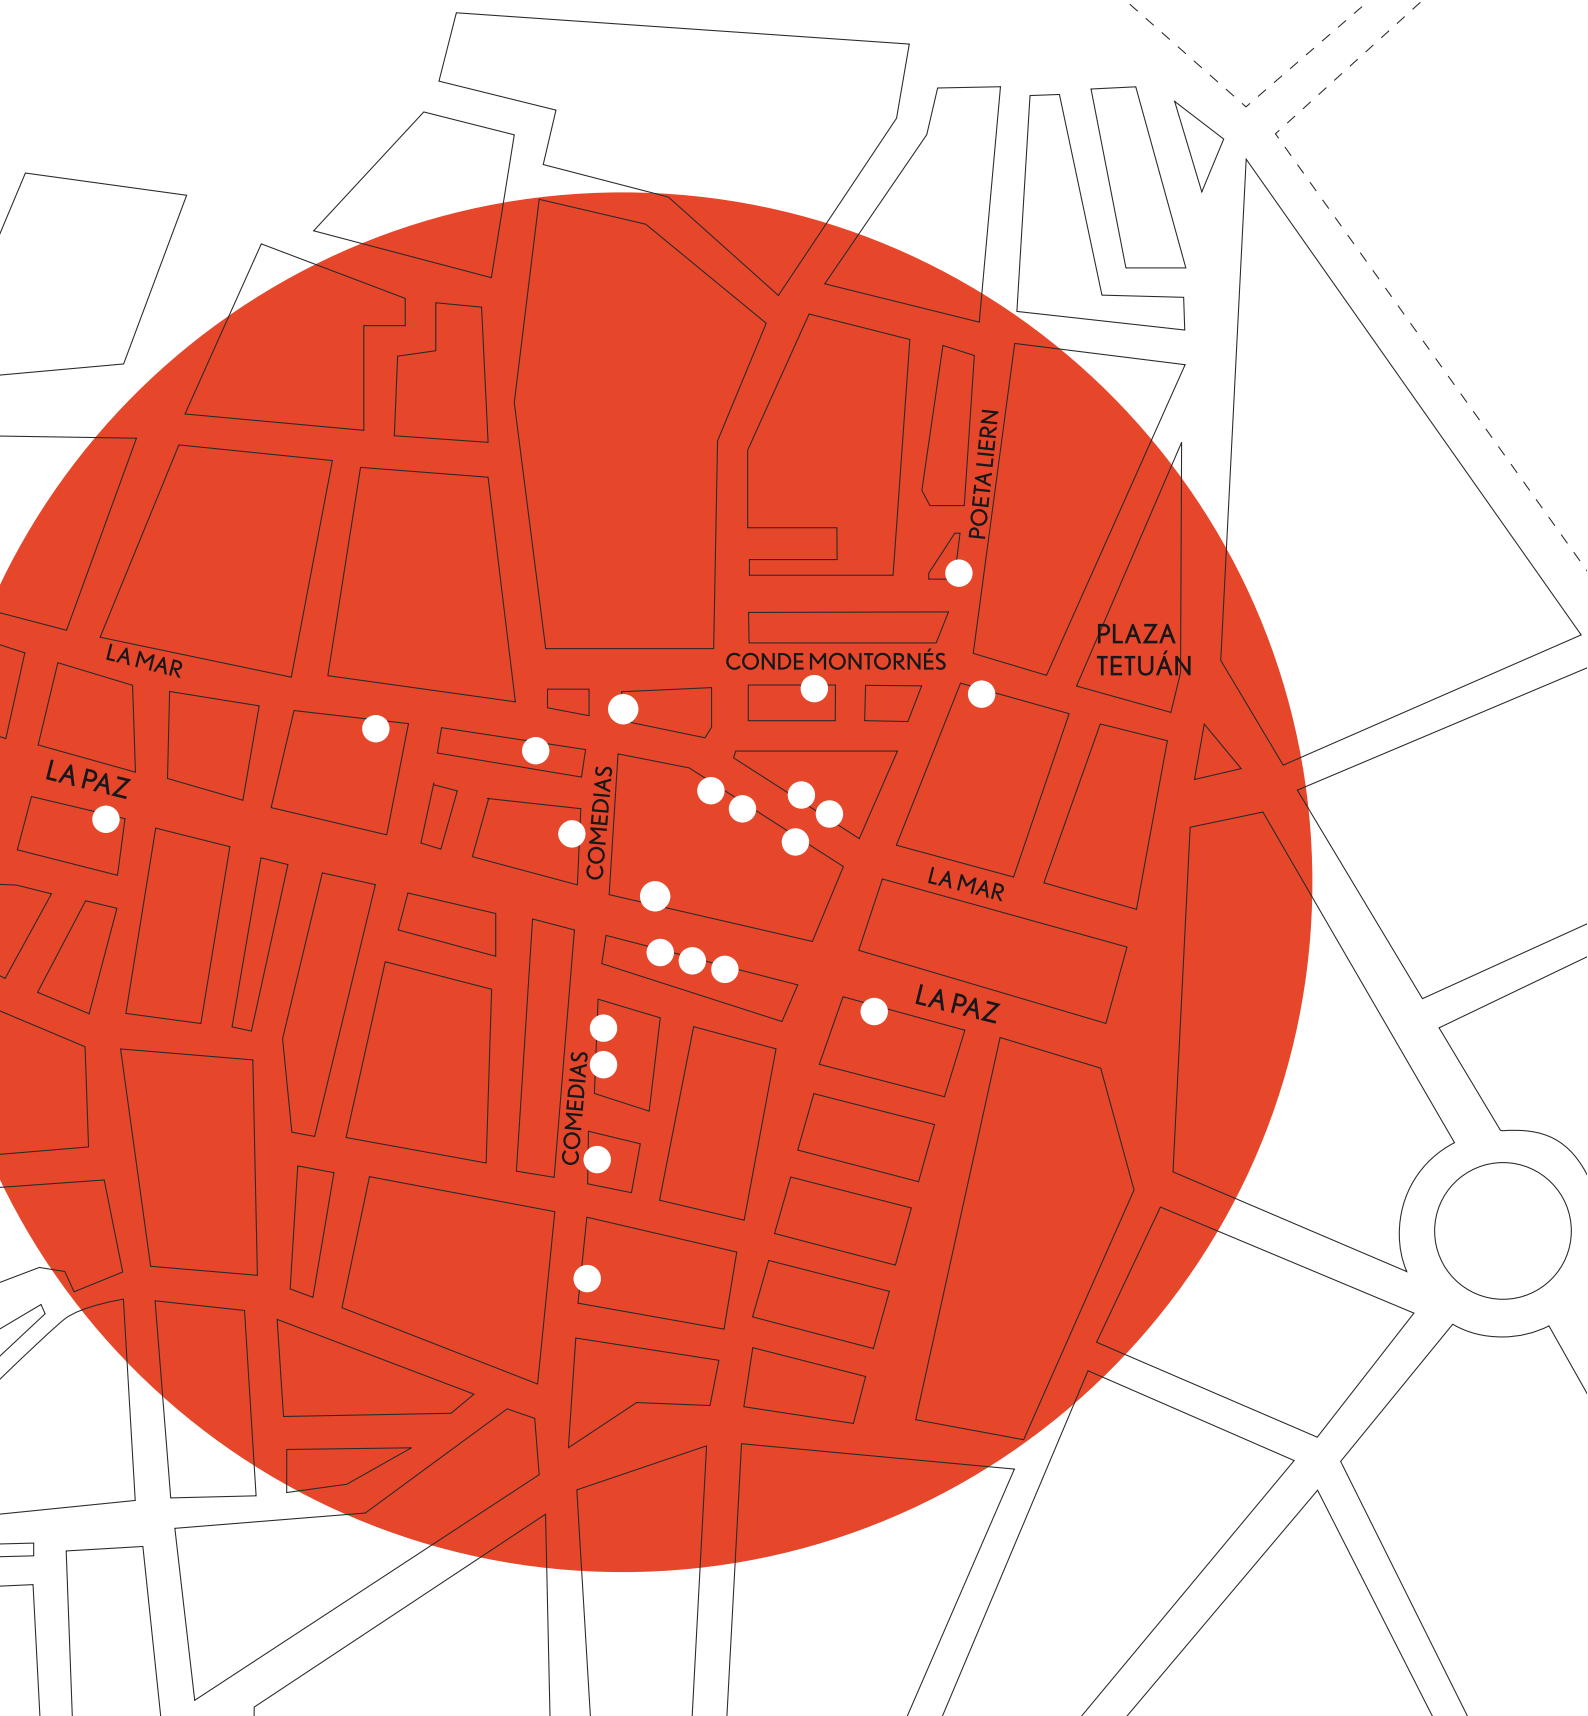 POETA LIERN
PLAZA
TETUÁN
LA MAR
CONDE MONTORNÉS
LA PAZ
COMEDIAS
LA MAR
LA PAZ
COMEDIAS